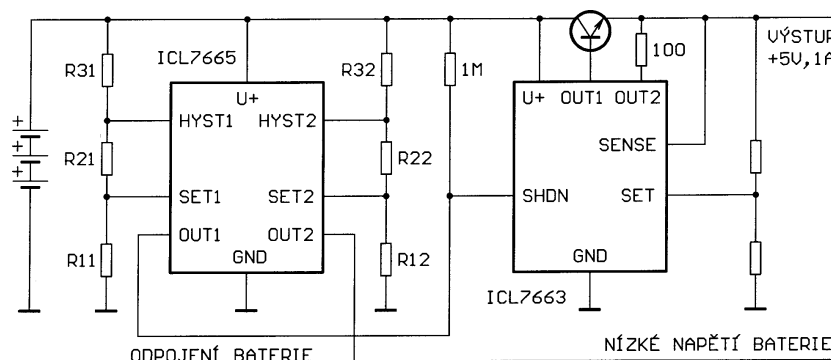 R31
ICL7665
R32
1M
100
VÝSTUP
+5V,1A
U+
U+
OUT1
OUT2
HYST1
HYST2
SENSE
R21
R22
SET1
SET2
SHDN
SET
OUT1
OUT2
R11
GND
R12
GND
ICL7663
ODPOJENÍ BATERIE
NÍZKÉ NAPĚTÍ BATERIE
+
+
+